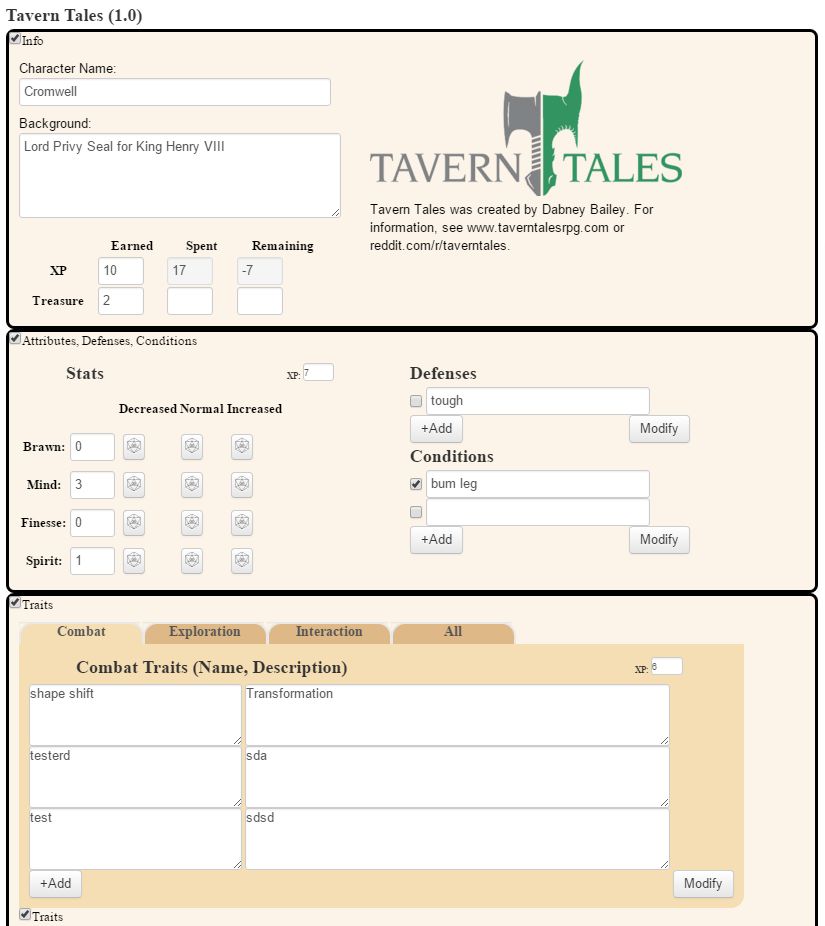 Tavern Tales (1.0)
Info
Character Name:
Cromwell
Background:
Lord Privy Seal for King Henry VIII
TAVERN TALES
Tavern Tales was created by Dabney Bailey. For
information, see www.taverntalesrpg.com or
reddit.com/r/taverntales.
Earned Spent Remaining
XP 10 17 -7
Treasure 2
Attributes, Defenses, Conditions
Stats XP: 7
Decreased Normal Increased
Brawn: 0
Mind: 3
Finesse: 0
Spirit: 1
Defenses
tough
+Add Modify
Conditions
bum leg
+Add Modify
Traits
Combat Exploration Interaction All
Combat Traits (Name, Description) XP: 6
shape shift Transformation
testerd sda
test sdsd
+Add Modify
Traits